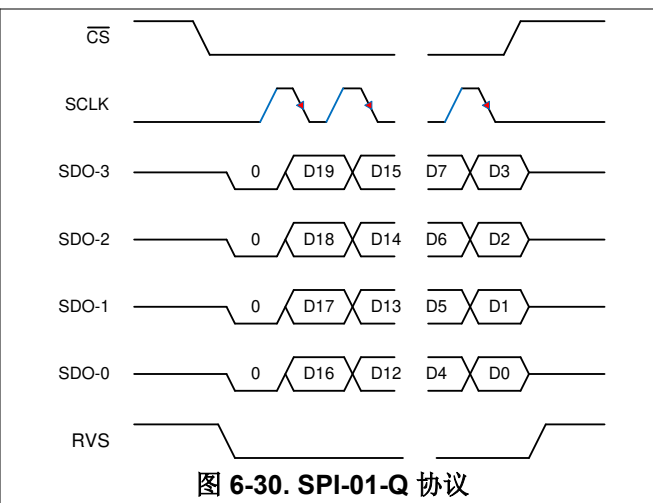 CS
SCLK
SDO-3 0 D19 D15 D7 D3
SDO-2 0 D18 D14 D6 D2
SDO-1 0 D17 D13 D5 D1
SDO-0 0 D16 D12 D4 D0
RVS
图 6-30. SPI-01-Q 协议